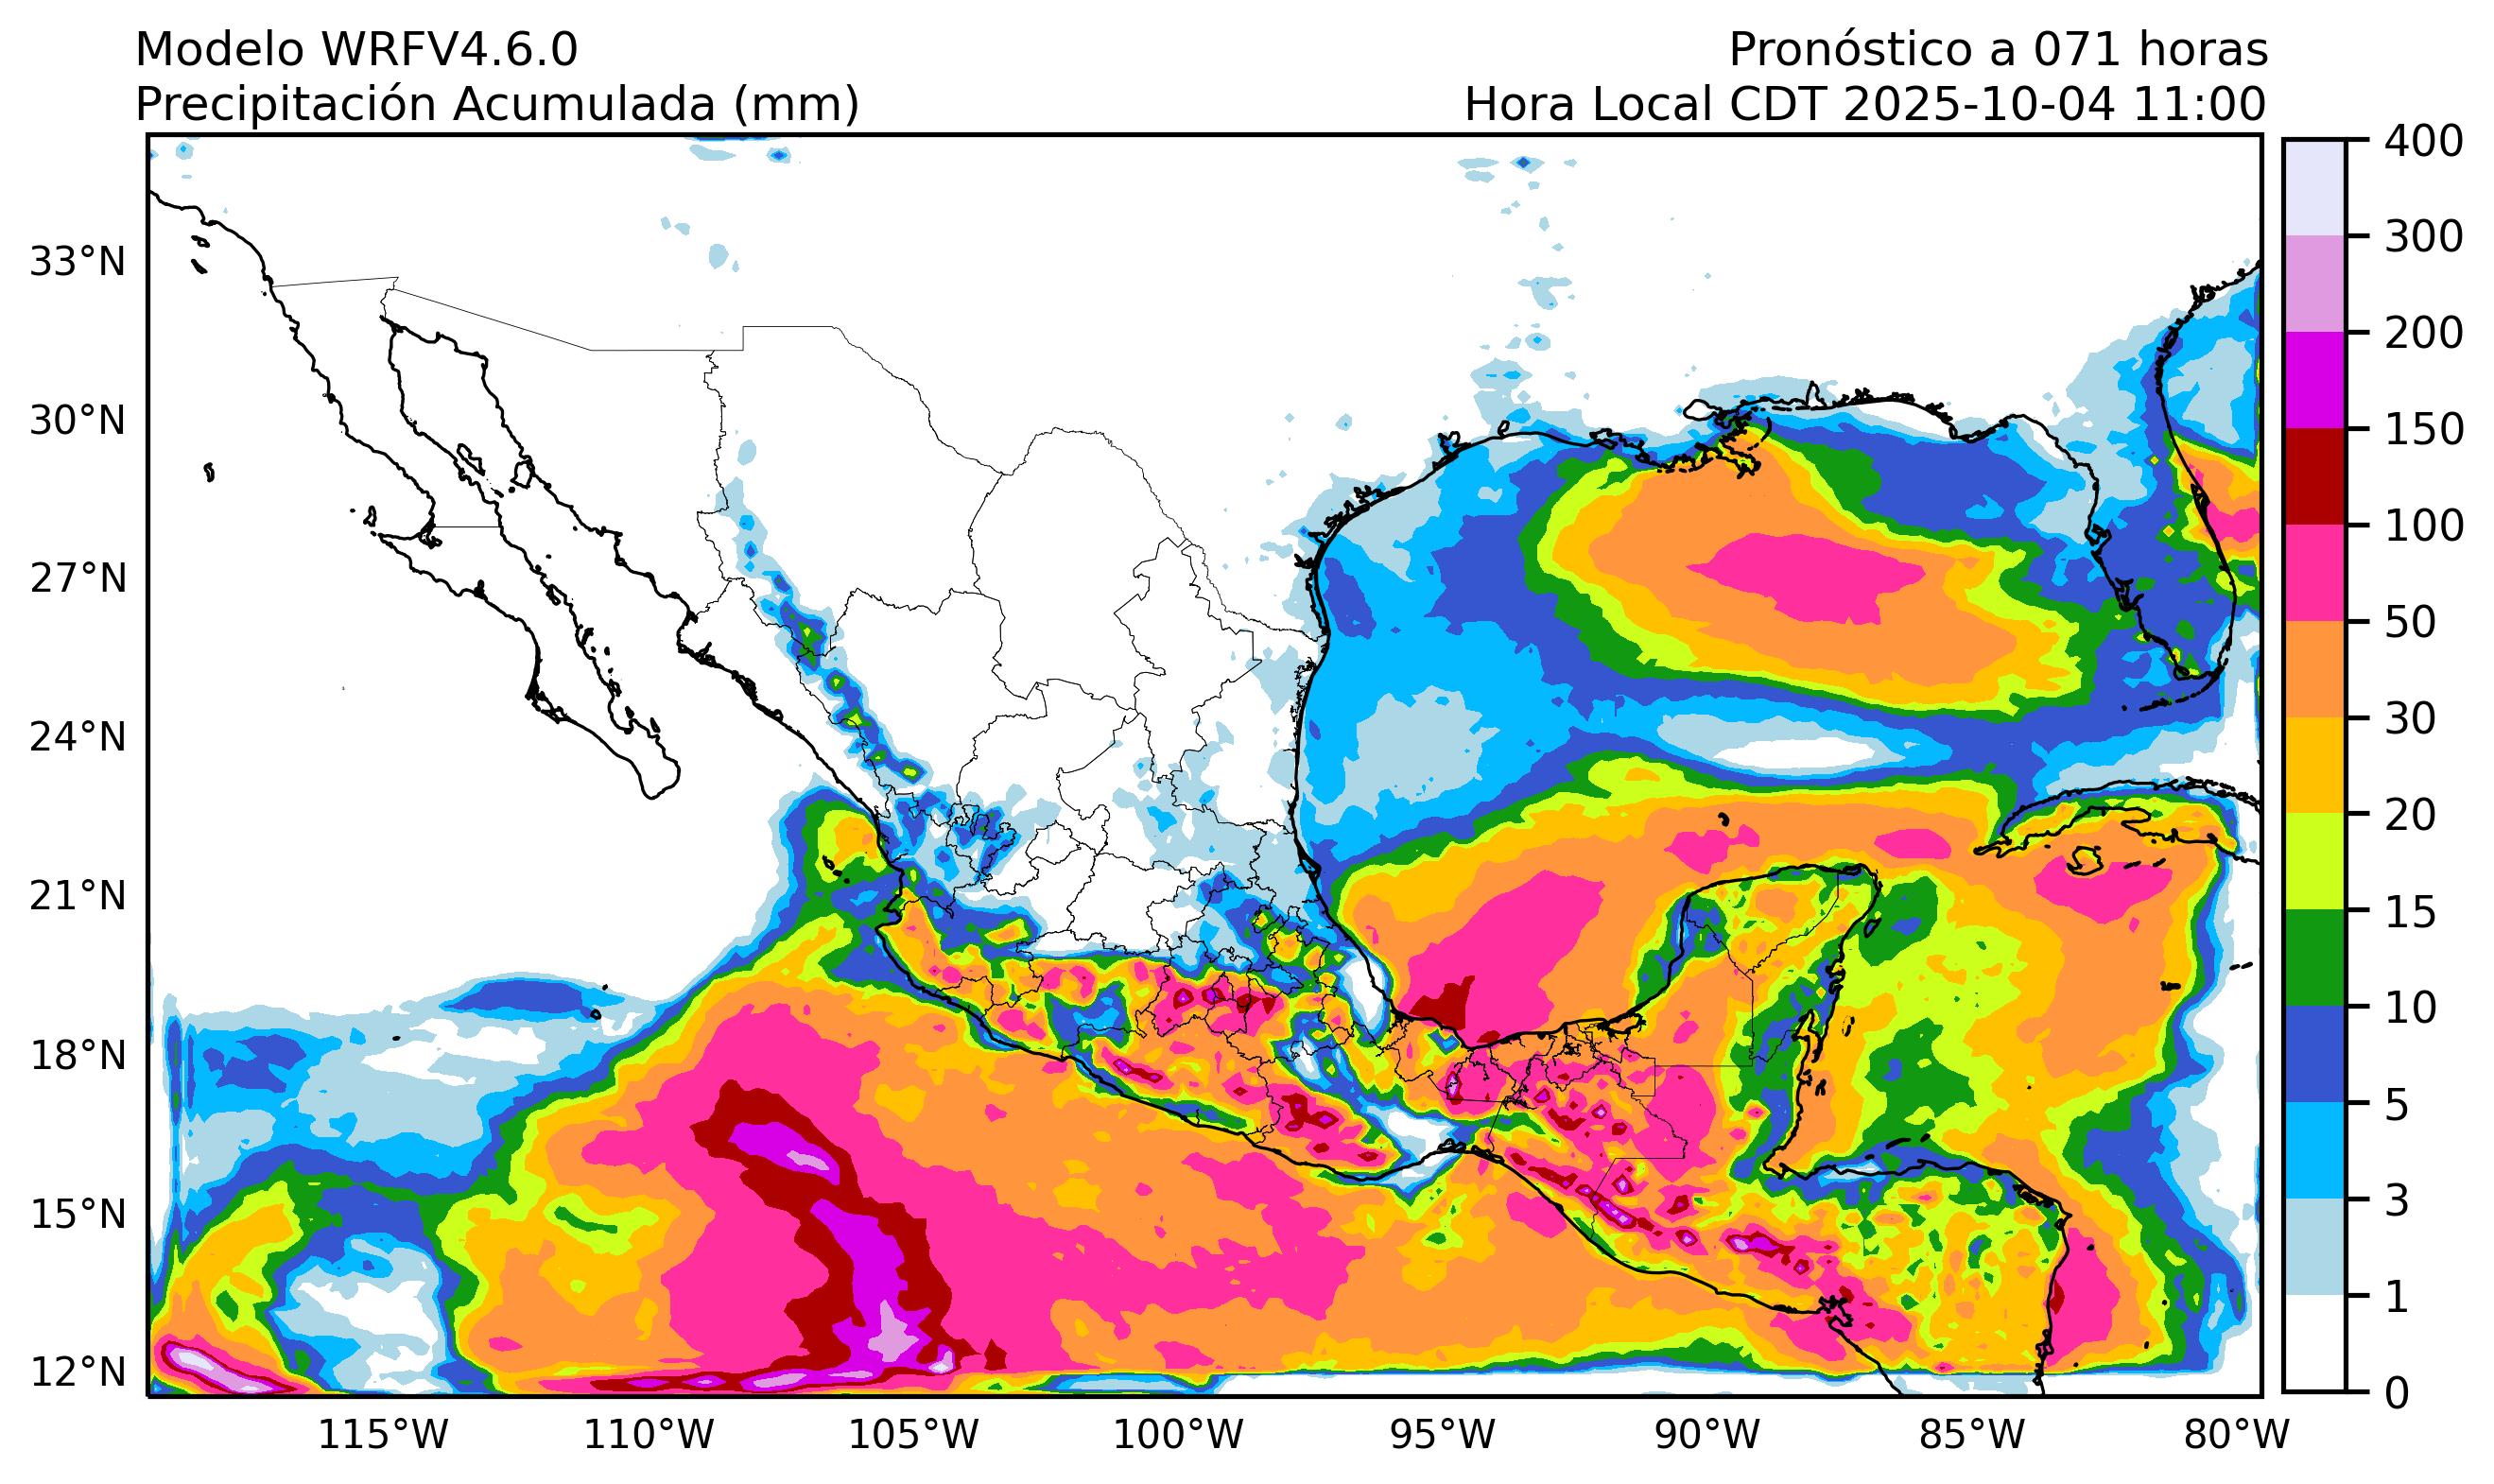 Modelo WRFV4.6.0
Pronóstico a 071 horas
Precipitación Acumulada (mm)
Hora Local CDT 2025-10-04 11:00
33°N
30°N
27°N
24°N
21°N
18°N
15°N
12°N
115°W
110°W
105°W
100°W
95°W
90°W
85°W
80°W
400
300
200
150
100
50
30
20
15
10
5
3
1
0